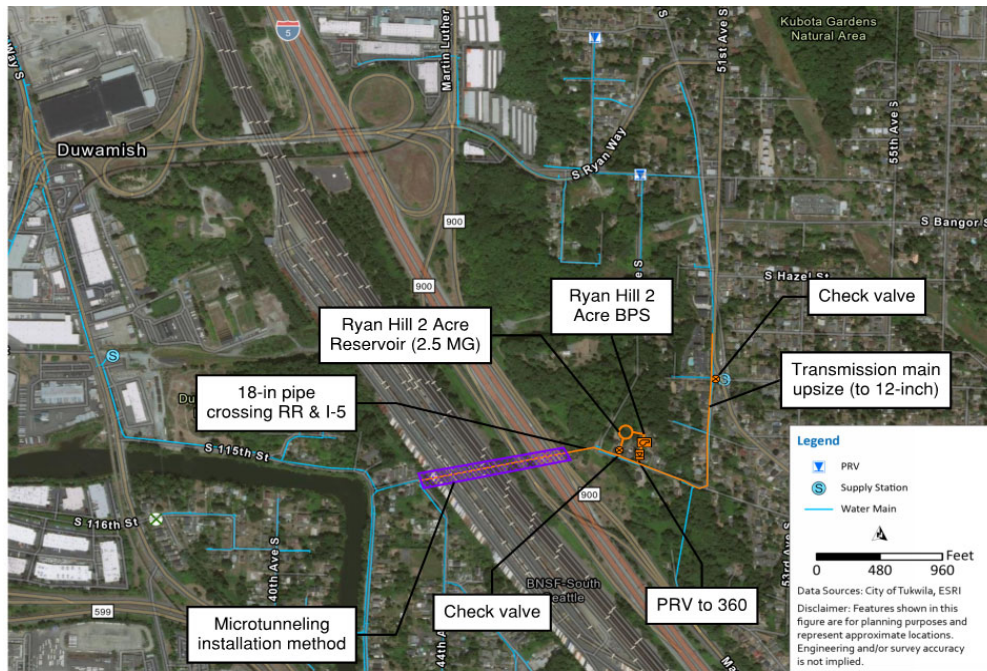 Kubota Gardens
Natural Area
51st Ave S
S
5
Martin Luther
Way S
55th Ave S
Duwamish
S Ryan Way
900
S Bangor S
900
e S
S Hazel St
Ryan Hill 2
Acre BPS
Check valve
Ryan Hill 2 Acre
Reservoir (2.5 MG)
S
S
18-in pipe
crossing RR & I-5
Transmission main
upsize (to 12-inch)
Du
S 115th St
900
S 116th St
40th Ave S
53rd Ave S
BNSF-South
Seattle
599
Microtunneling
installation method
44th A
Check valve
PRV to 360
Ma
Legend
PRV
S Supply Station
Water Main
Feet
0 480 960
Data Sources: City of Tukwila, ESRI
Disclaimer: Features shown in this
figure are for planning purposes and
represent approximate locations.
Engineering and/or survey accuracy
is not implied.